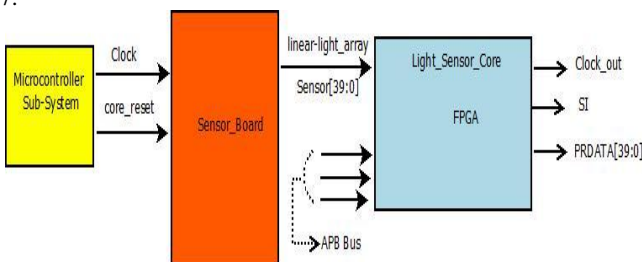 7.
Microcontroller
Sub-System
Clock
core_reset
Sensor_Board
linear-light_array
Sensor[39:0]
Light_Sensor_Core
FPGA
Clock_out
SI
PRDATA[39:0]
APB Bus